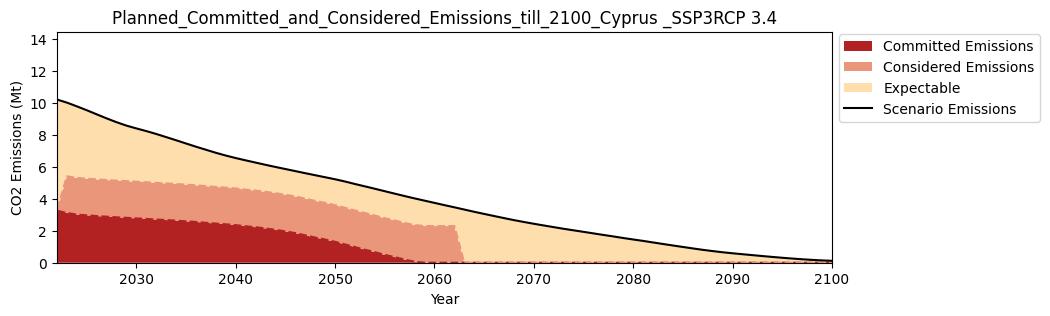 Planned_Committed_and_Considered_Emissions_till_2100_Cyprus _SSP3RCP 3.4
14
12
10
8
6
4
2
0
CO2 Emissions (Mt)
2030
2040
2050
2060
2070
2080
2090
2100
Year
Committed Emissions
Considered Emissions
Expectable
Scenario Emissions